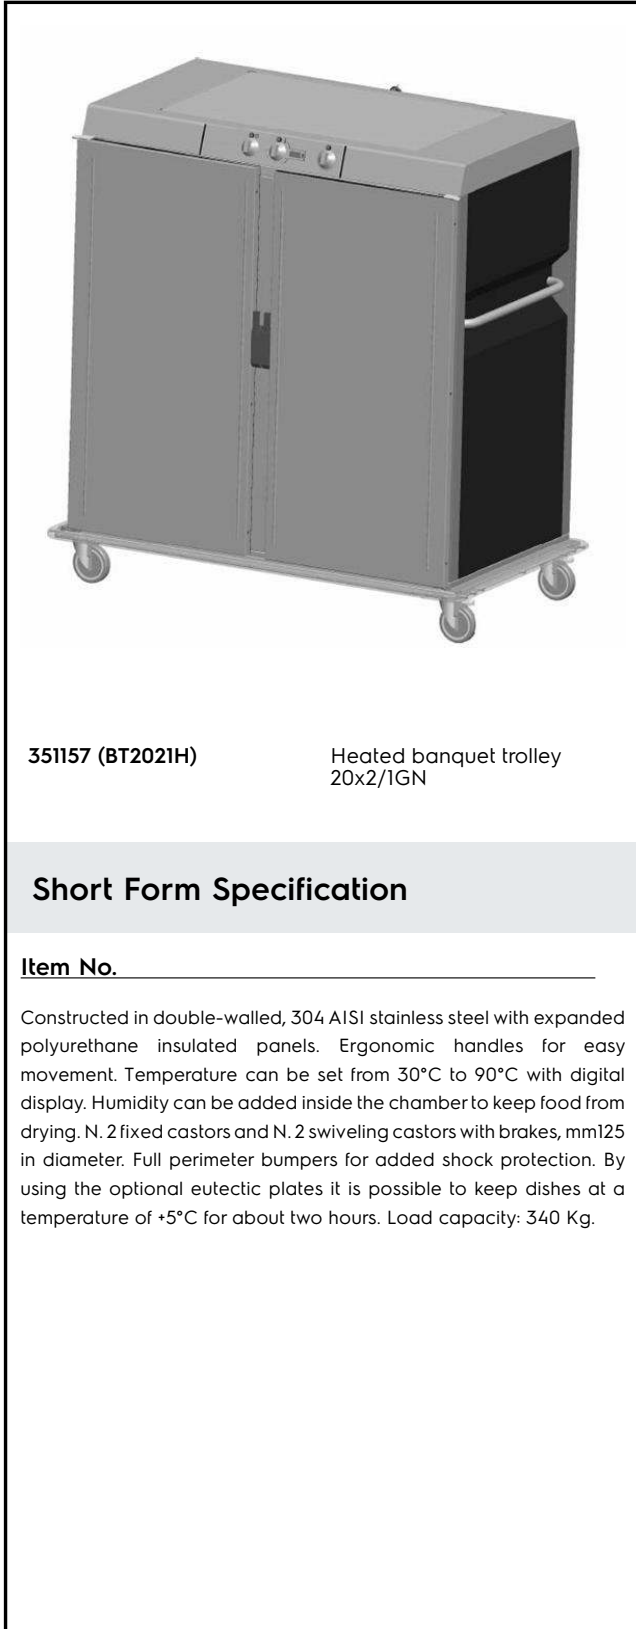 351157 (BT2021H)
Heated banquet trolley
20x2/1GN
Short Form Specification
Item No.
Constructed in double-walled, 304 AISI stainless steel with expanded
polyurethane insulated panels. Ergonomic handles for easy
movement. Temperature can be set from 30°C to 90°C with digital
display. Humidity can be added inside the chamber to keep food from
drying. N. 2 fixed castors and N. 2 swiveling castors with brakes, mm125
in diameter. Full perimeter bumpers for added shock protection. By
using the optional eutectic plates it is possible to keep dishes at a
temperature of +5°C for about two hours. Load capacity: 340 Kg.